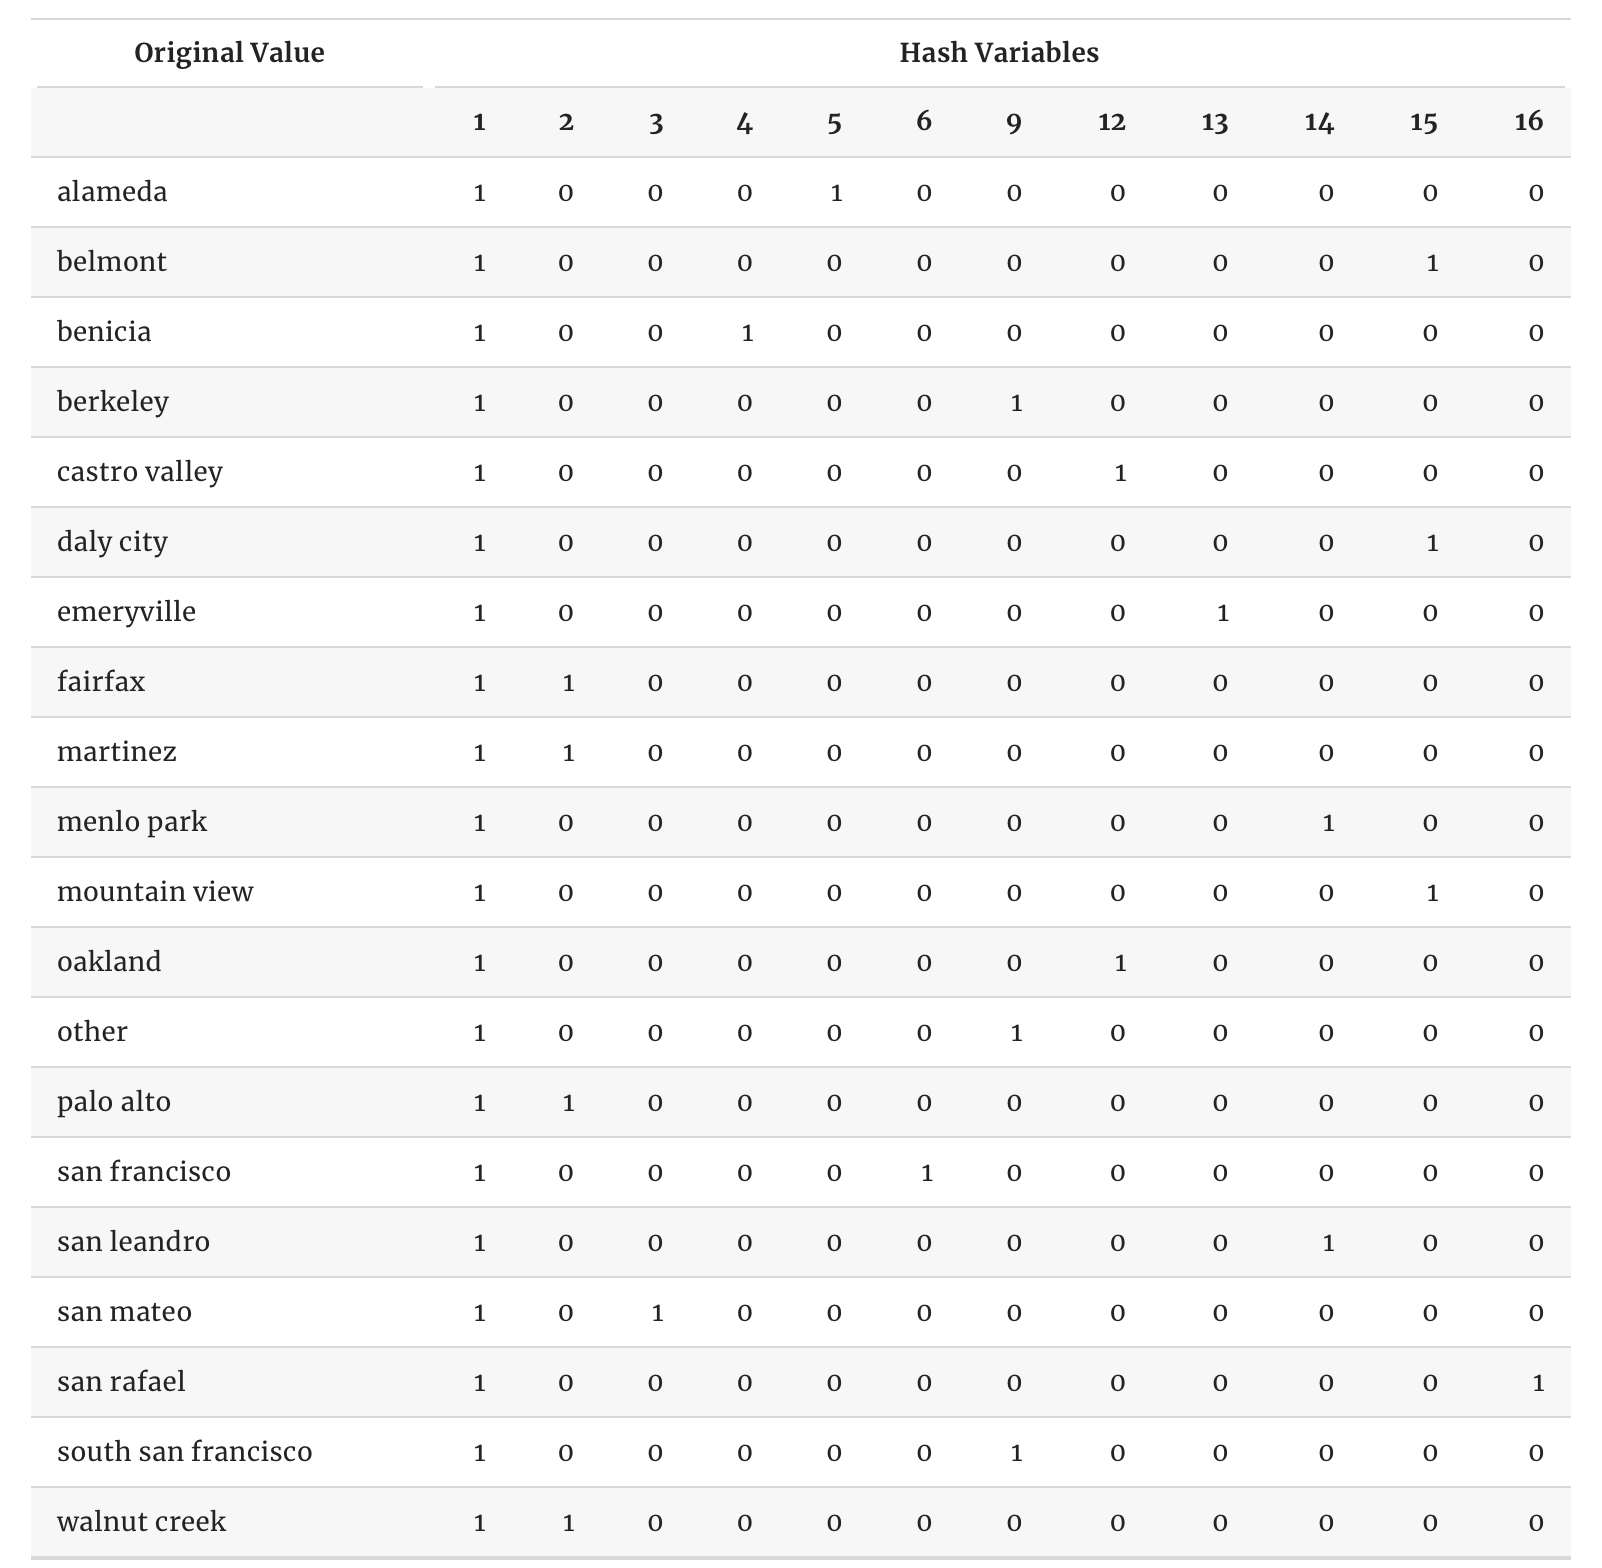 Original Value Hash Variables
1 2 3 4 5 6 9 12 13 14 15 16
alameda 1 0 0 0 1 0 0 0 0 0 0 0
belmont 1 0 0 0 0 0 0 0 0 0 1 0
benicia 1 0 0 1 0 0 0 0 0 0 0 0
berkeley 1 0 0 0 0 0 1 0 0 0 0 0
castro valley 1 0 0 0 0 0 0 1 0 0 0 0
daly city 1 0 0 0 0 0 0 0 0 0 1 0
emeryville 1 0 0 0 0 0 0 0 1 0 0 0
fairfax 1 1 0 0 0 0 0 0 0 0 0 0
martinez 1 1 0 0 0 0 0 0 0 0 0 0
menlo park 1 0 0 0 0 0 0 0 0 1 0 0
mountain view 1 0 0 0 0 0 0 0 0 0 1 0
oakland 1 0 0 0 0 0 0 1 0 0 0 0
other 1 0 0 0 0 0 1 0 0 0 0 0
palo alto 1 1 0 0 0 0 0 0 0 0 0 0
san francisco 1 0 0 0 0 1 0 0 0 0 0 0
san leandro 1 0 0 0 0 0 0 0 0 1 0 0
san mateo 1 0 1 0 0 0 0 0 0 0 0 0
san rafael 1 0 0 0 0 0 0 0 0 0 0 1
south san francisco 1 0 0 0 0 0 1 0 0 0 0 0
walnut creek 1 1 0 0 0 0 0 0 0 0 0 0